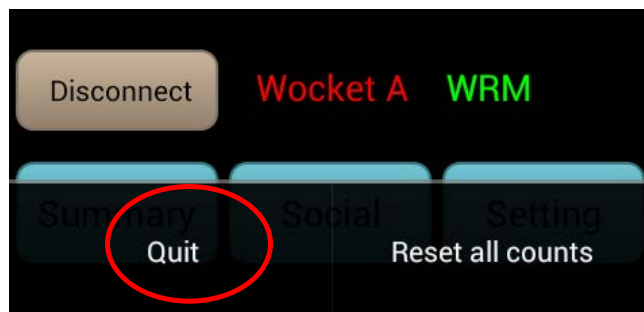 Disconnect Wocket A WRM
Summary Social Setting
Quit Reset all counts